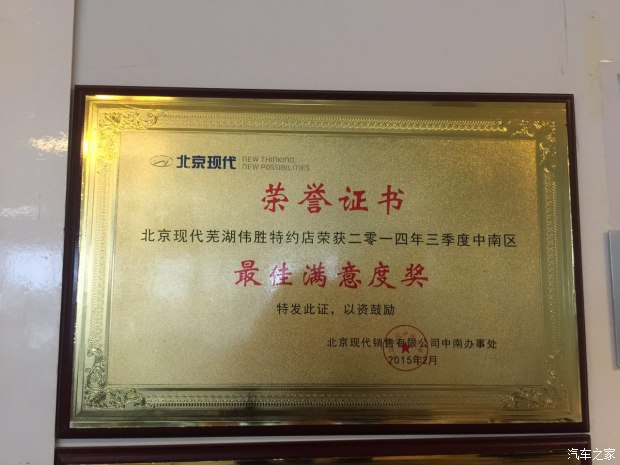 北京现代 NEW THINKING.
NEW POSSIBILITIES.
荣誉证书
北京现代芜湖伟胜特约店荣获二零一四年三季度中南区
最佳满意度奖
特发此证，以资鼓励
北京现代销售有限公司中南办事处
2015年2月
汽车之家